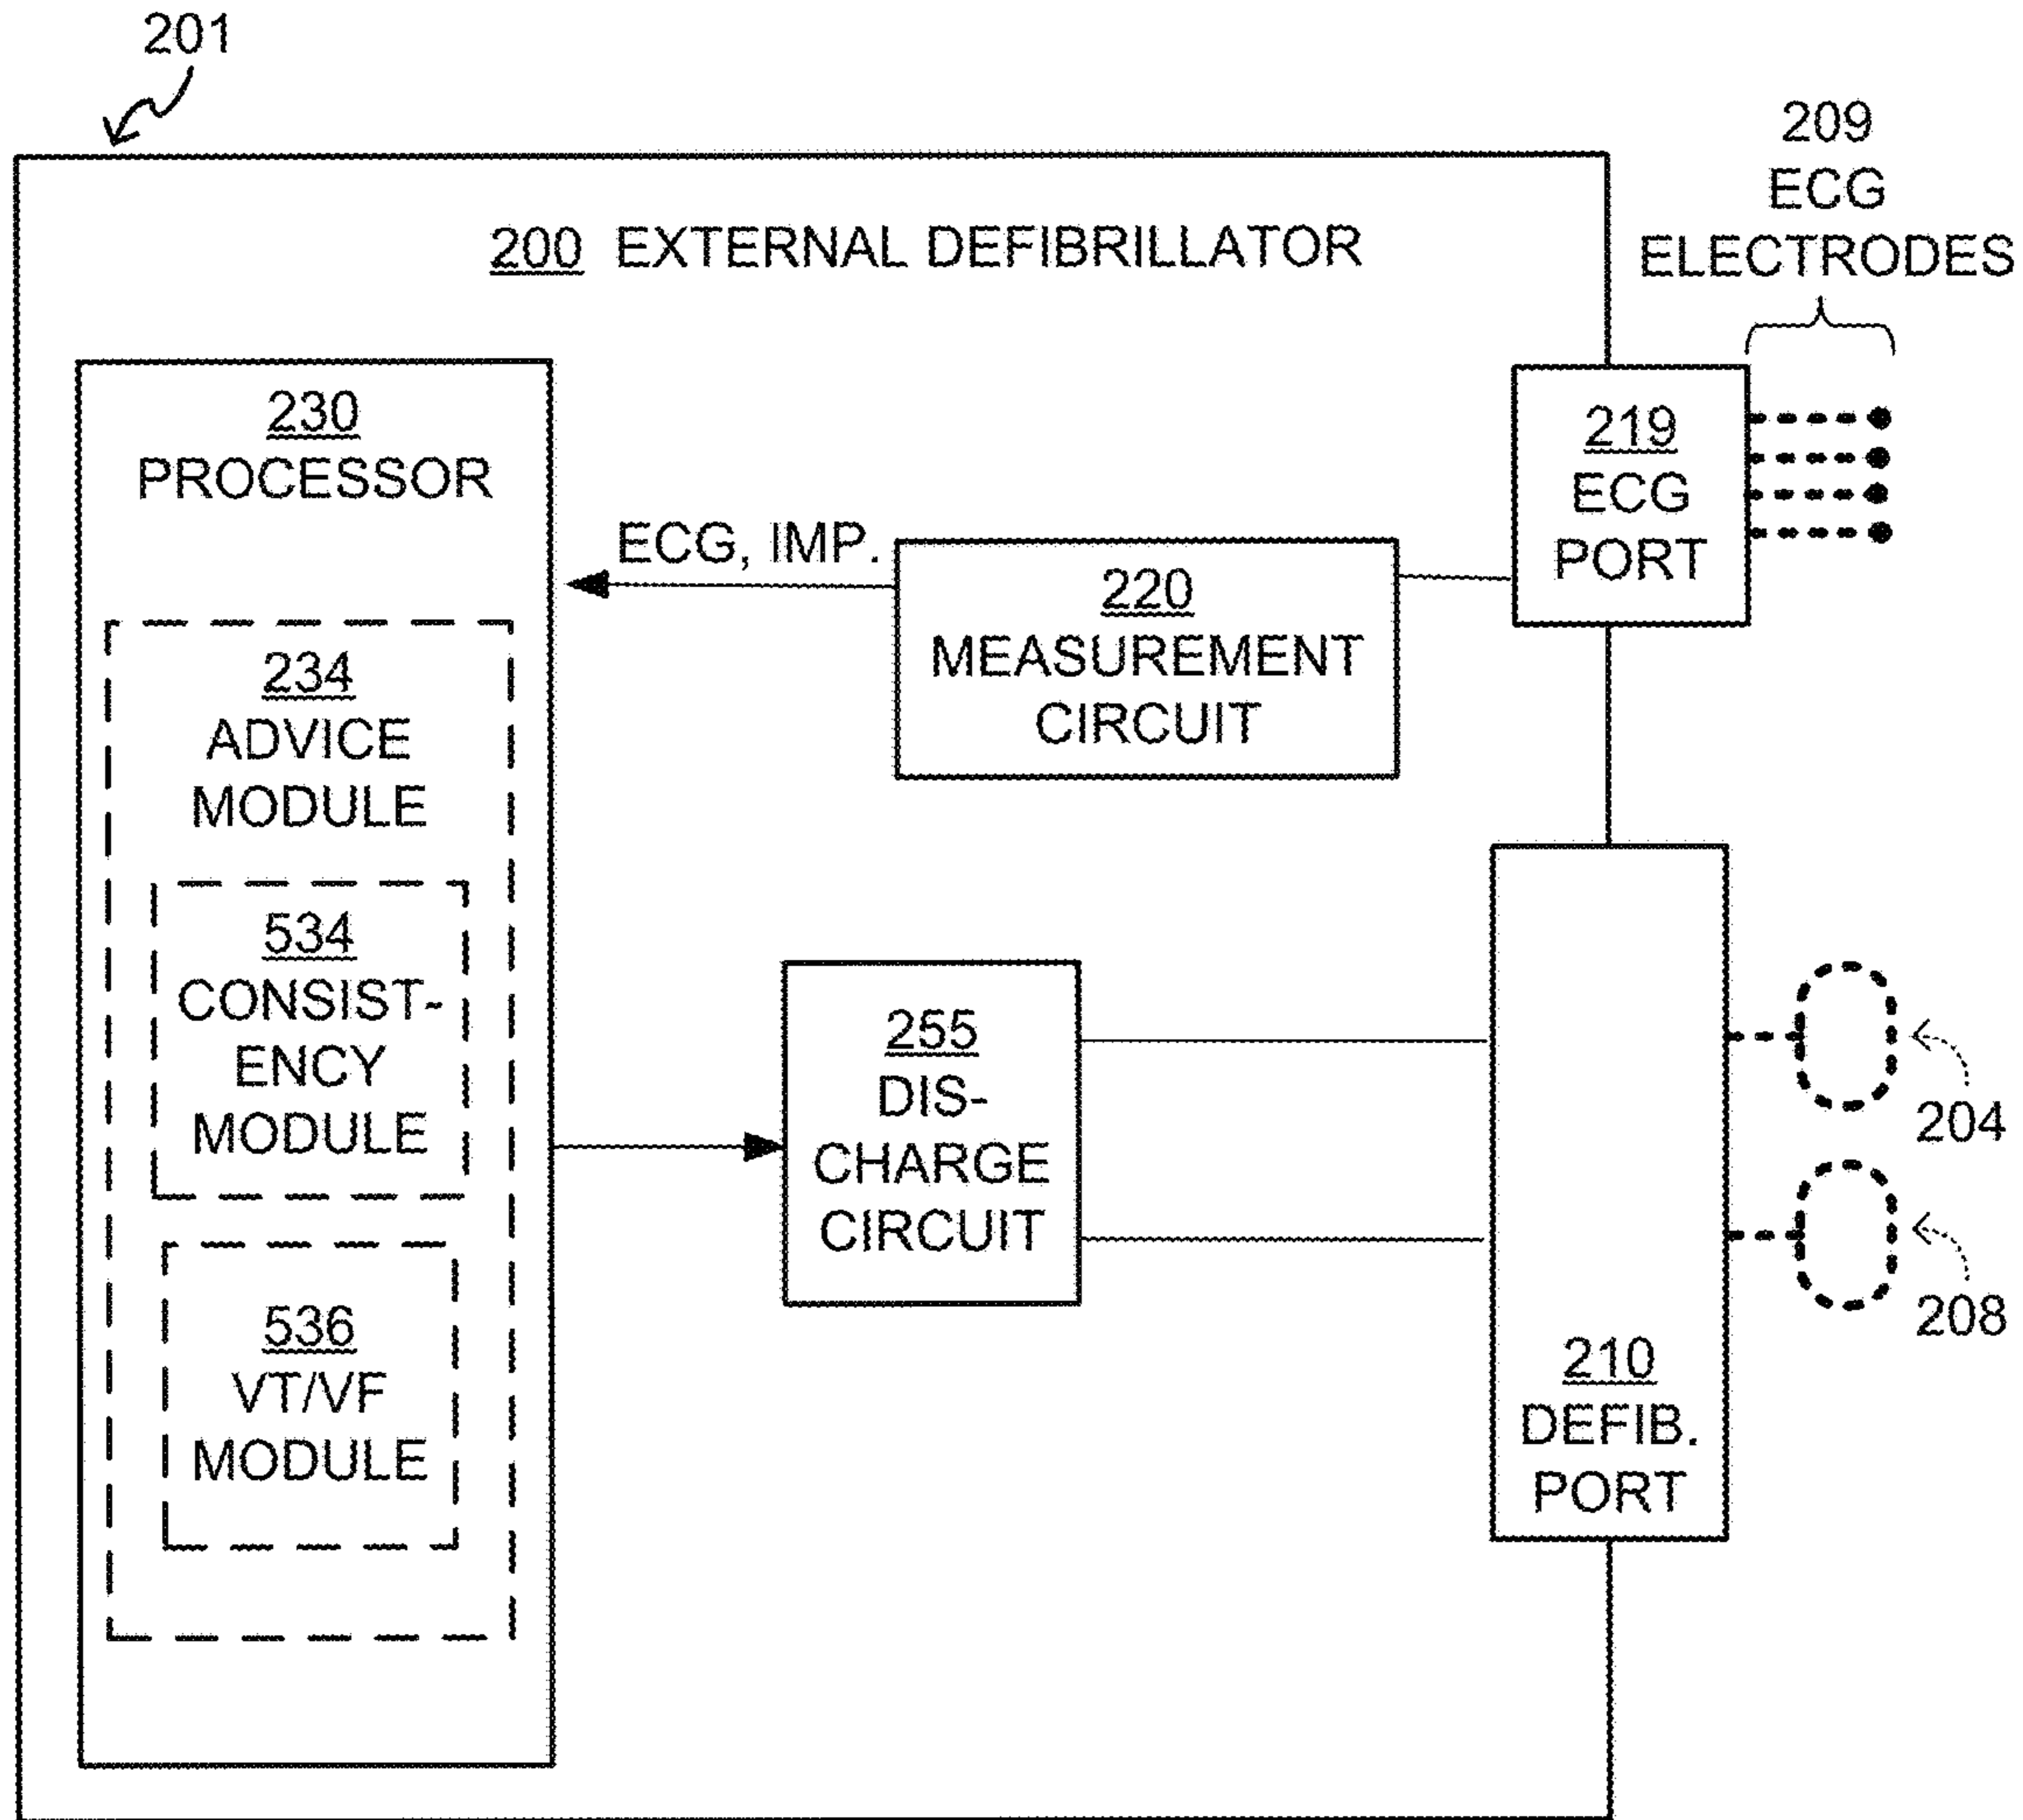 201
209
ECG
ELECTRODES
200 EXTERNAL DEFIBRILLATOR
230
PROCESSOR
219
ECG
PORT
ECG, IMP.
220
MEASUREMENT
CIRCUIT
234
ADVICE
MODULE
534
CONSIST-
ENCY
MODULE
536
VT/VF
MODULE
255
DIS-
CHARGE
CIRCUIT
210
DEFIB.
PORT
204
208